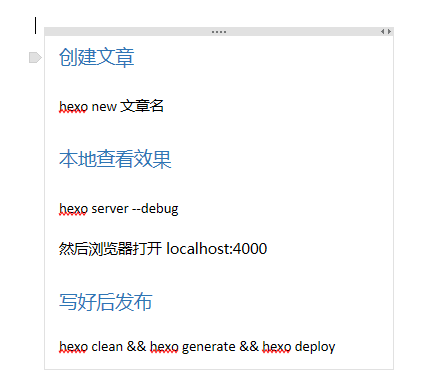 创建文章
hexo new 文章名
本地查看效果
hexo server --debug
然后浏览器打开 localhost:4000
写好后发布
hexo clean && hexo generate && hexo deploy